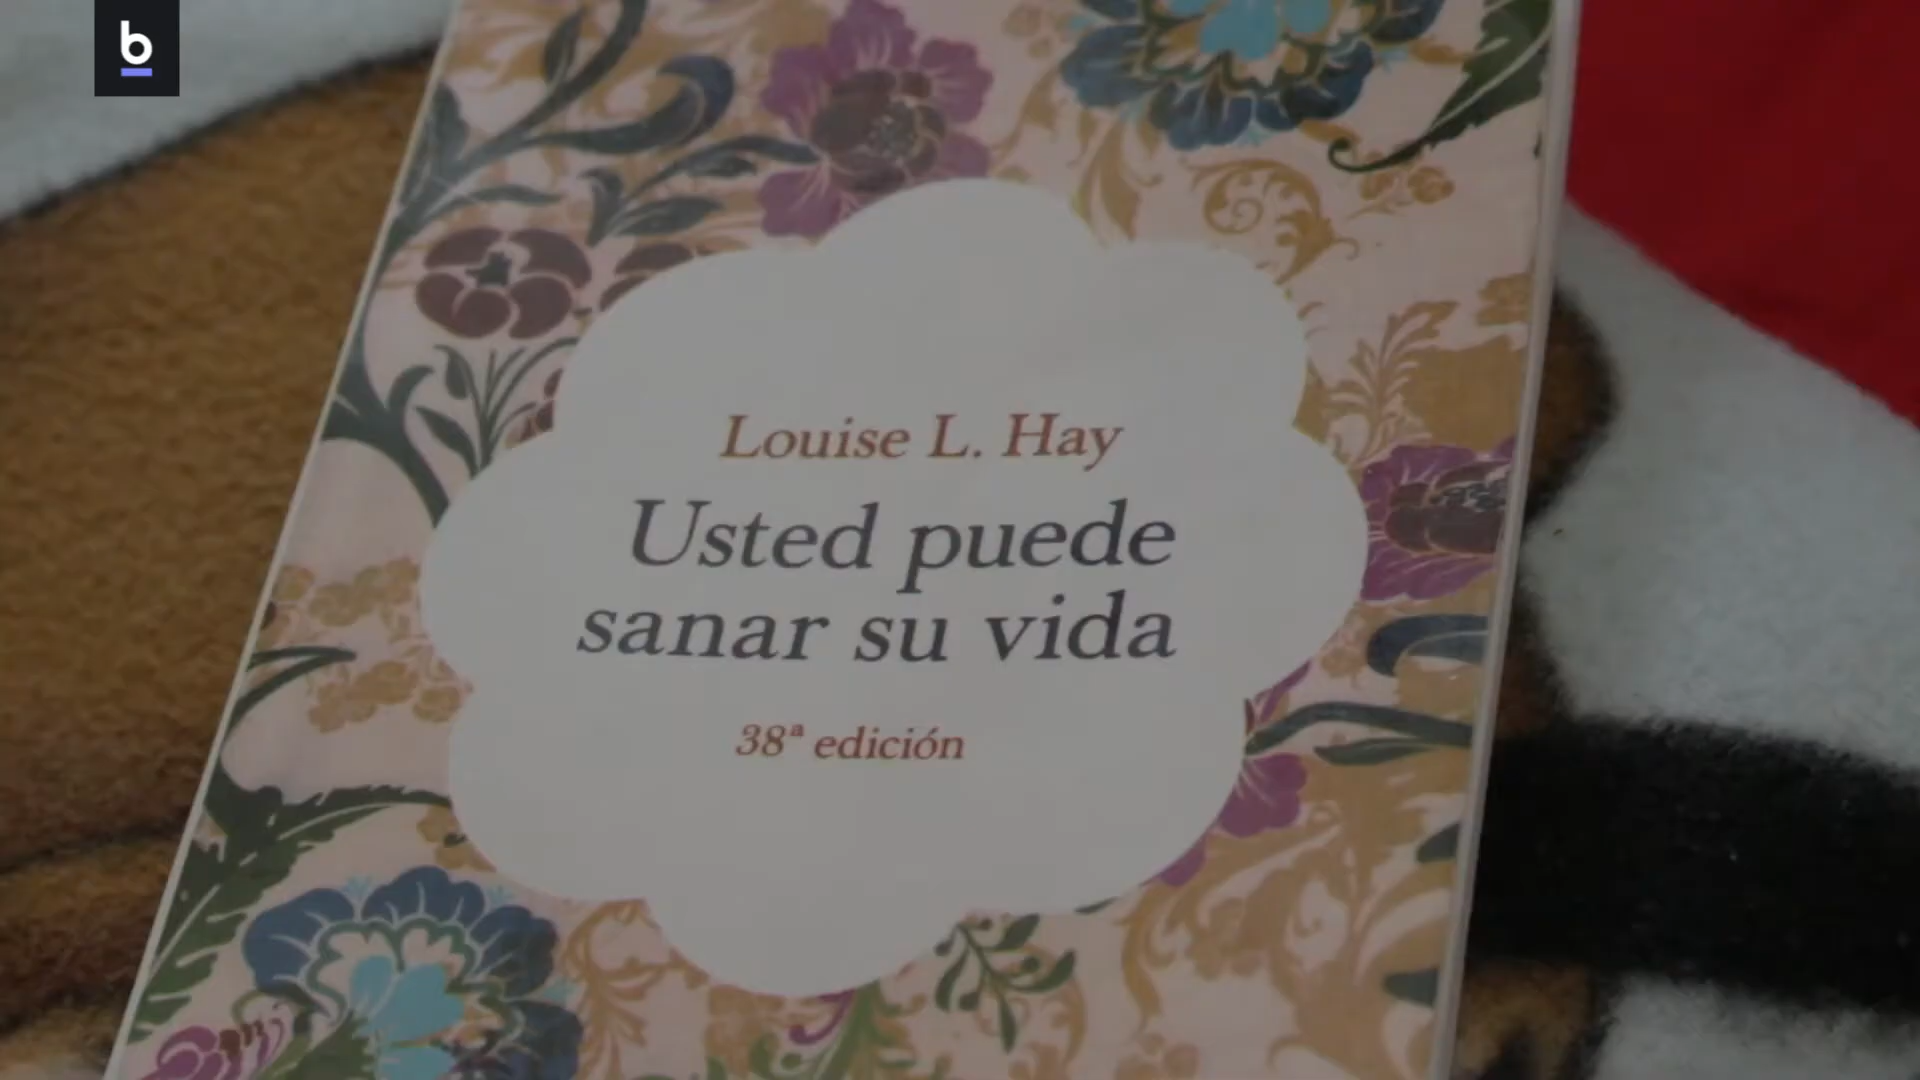 b
Louise L. Hay
Usted puede
sanar su vida
38ª edición